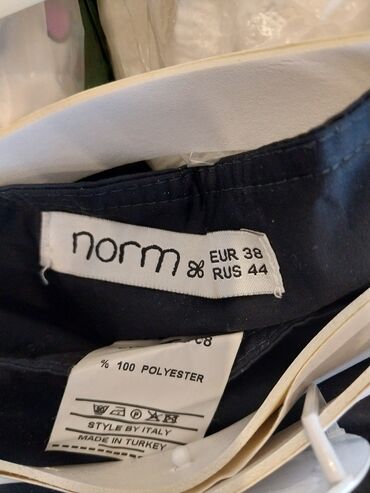 norm
EUR 38
RUS 44
% 100 POLYESTER
STYLE BY ITALY
MADE IN TURKEY